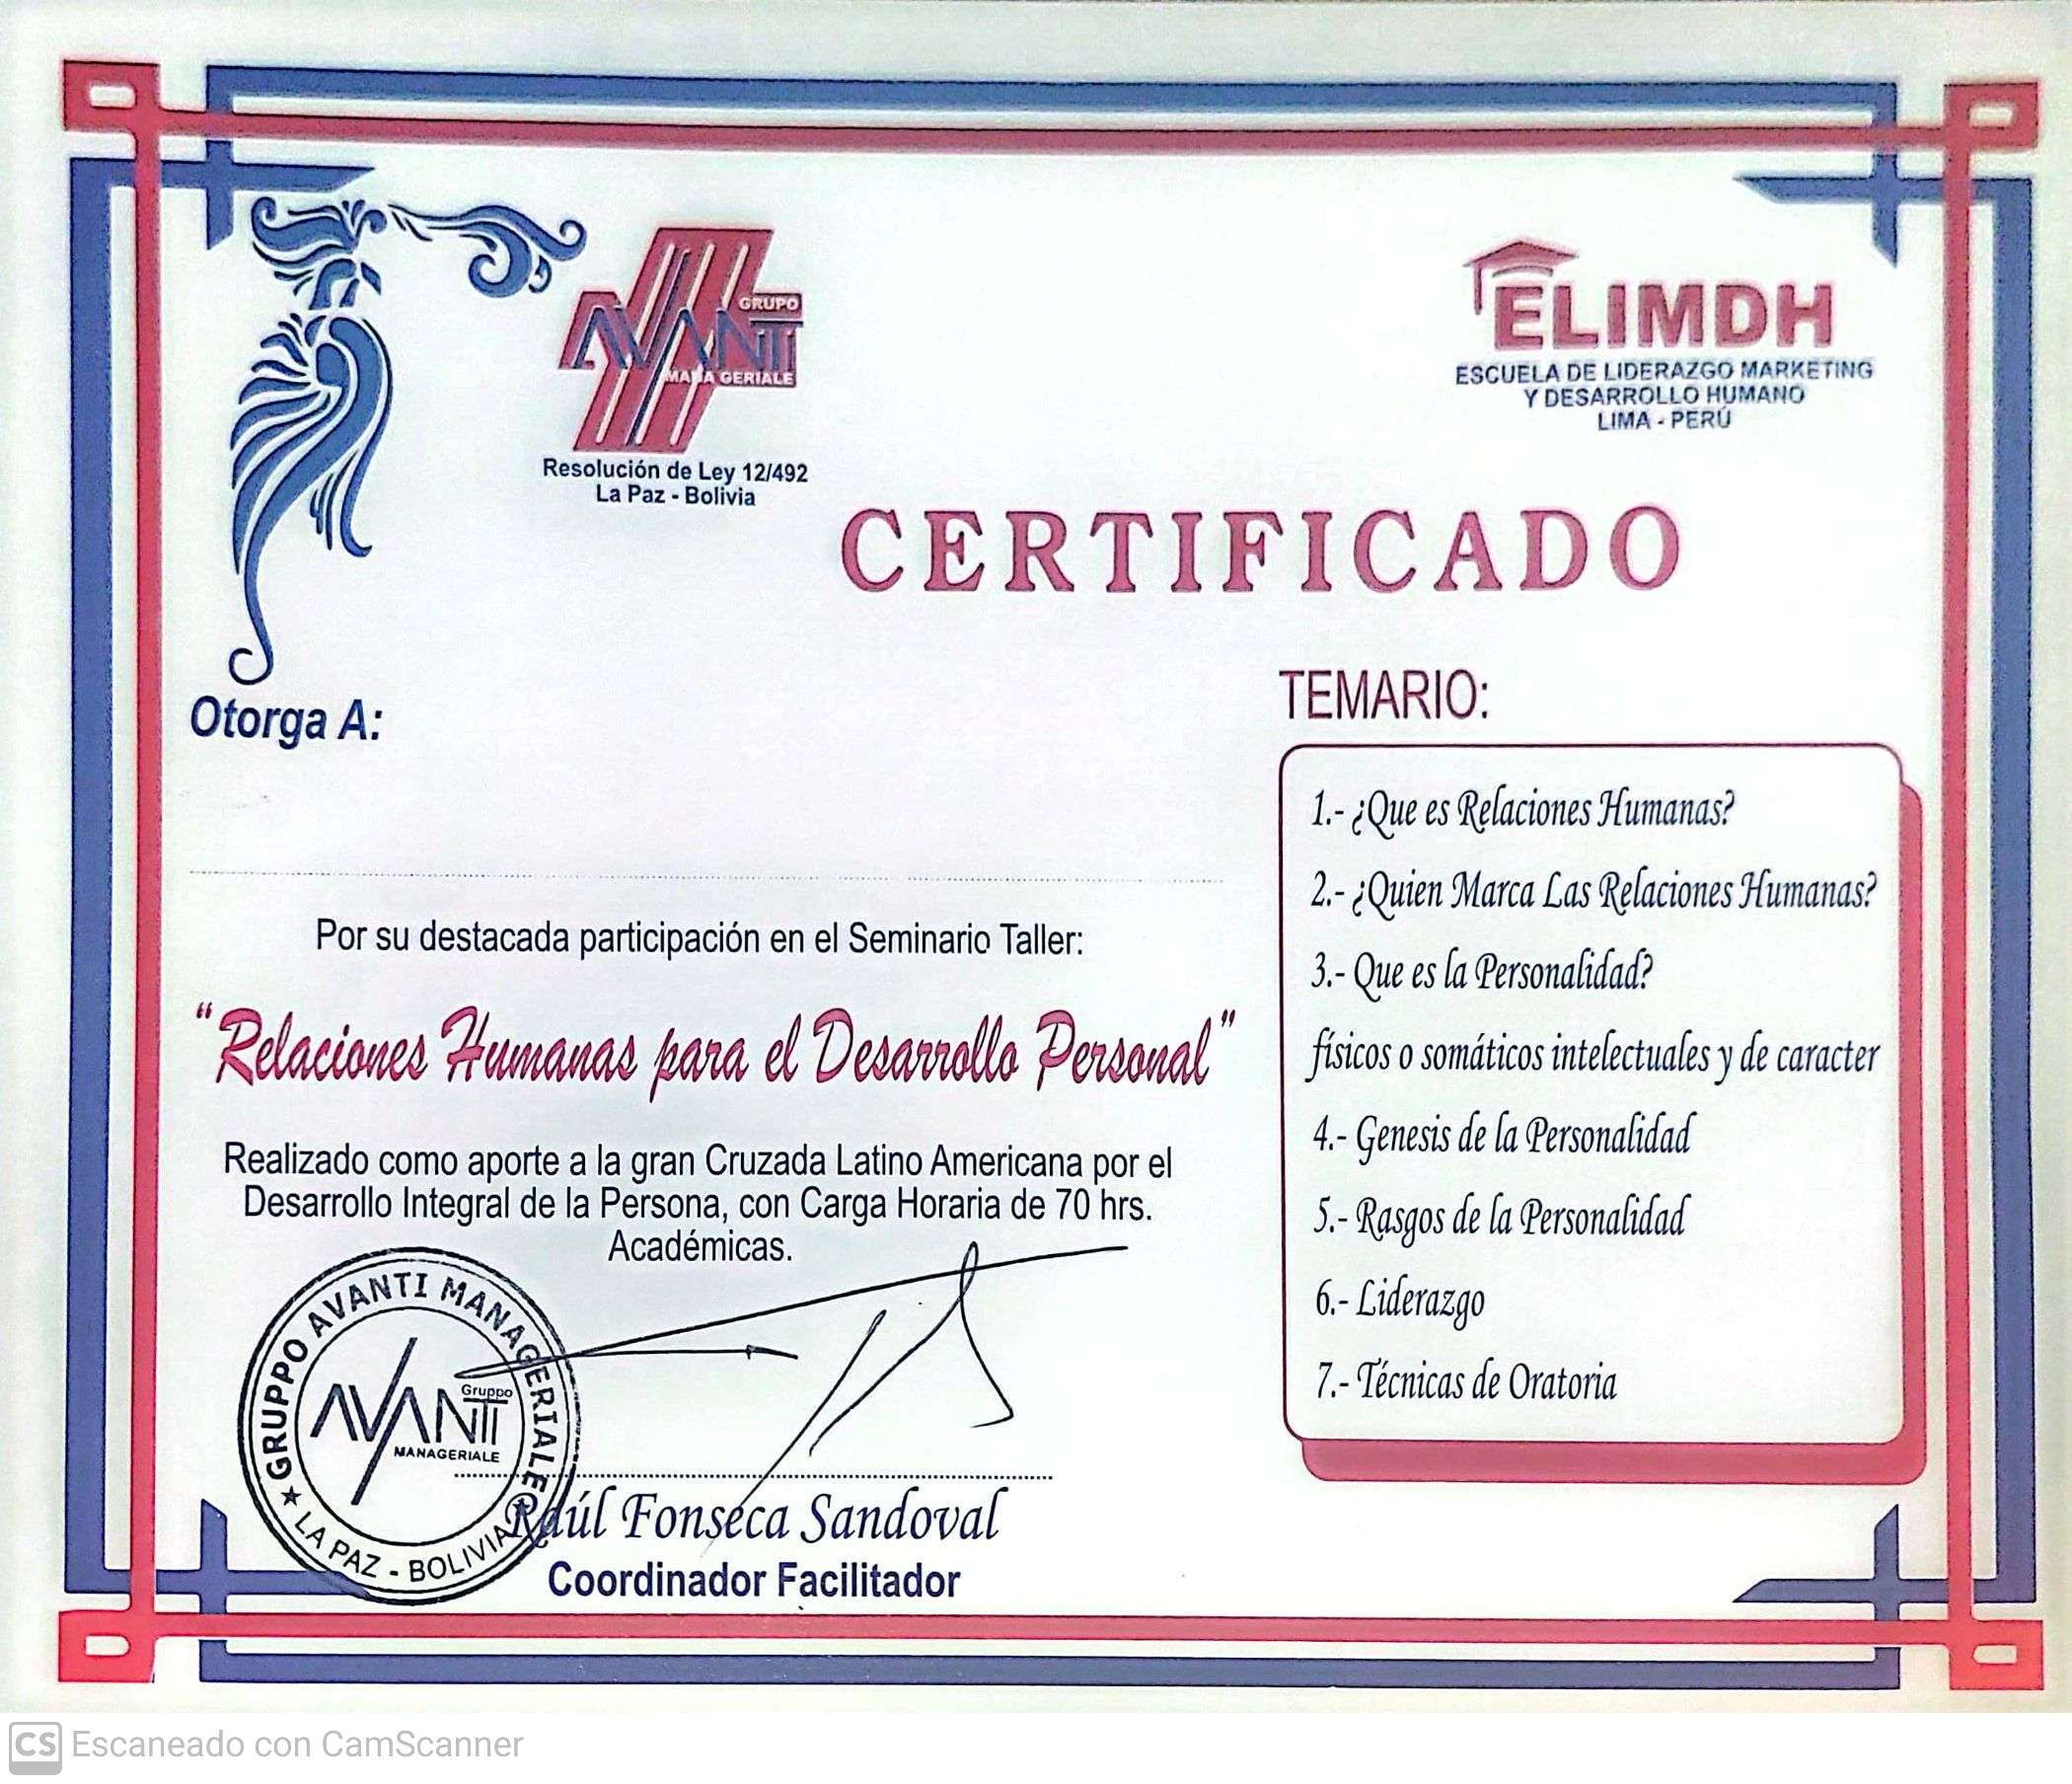 GRUPO
AVANTI
MANAGERIALE
Resolución de Ley 12/492
La Paz - Bolivia
ELIMDH
ESCUELA DE LIDERAZGO MARKETING
Y DESARROLLO HUMANO
LIMA - PERÚ
CERTIFICADO
Otorga A:
Por su destacada participación en el Seminario Taller:
“Relaciones Humanas para el Desarrollo Personal”
Realizado como aporte a la gran Cruzada Latino Americana por el
Desarrollo Integral de la Persona, con Carga Horaria de 70 hrs.
Académicas.
TEMARIO:
1.- ¿Que es Relaciones Humanas?
2.- ¿Quien Marca Las Relaciones Humanas?
3.- Que es la Personalidad?
físicos o somáticos intelectuales y de caracter
4.- Genesis de la Personalidad
5.- Rasgos de la Personalidad
6.- Liderazgo
7.- Técnicas de Oratoria
GRUPPO AVANTI MANAGERIALE
Gruppo
AVANTI
MANAGERIALE
★ LA PAZ - BOLIVIA ★
Raúl Fonseca Sandoval
Coordinador Facilitador
CS Escaneado con CamScanner